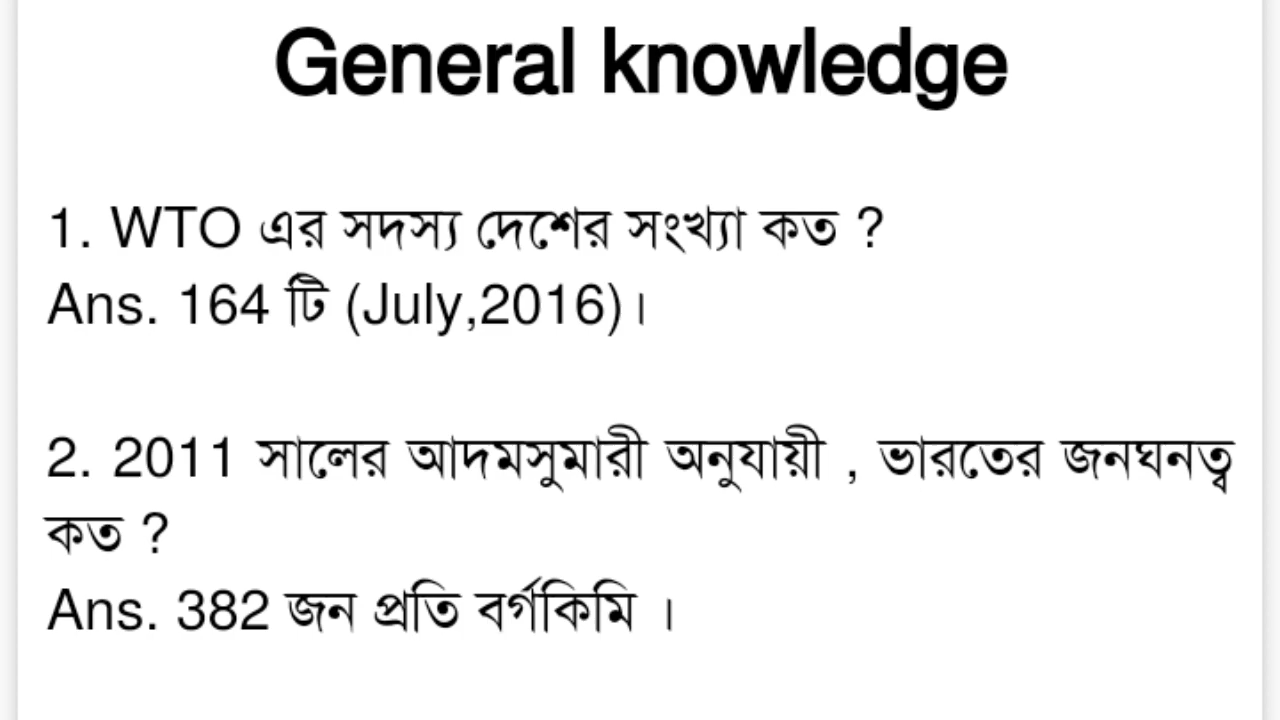 General knowledge
1. WTO এর সদস্য দেশের সংখ্যা কত ?
Ans. 164 টি (July,2016)।
2. 2011 সালের আদমসুমারী অনুযায়ী , ভারতের জনঘনত্ব
কত ?
Ans. 382 জন প্রতি বর্গকিমি ।